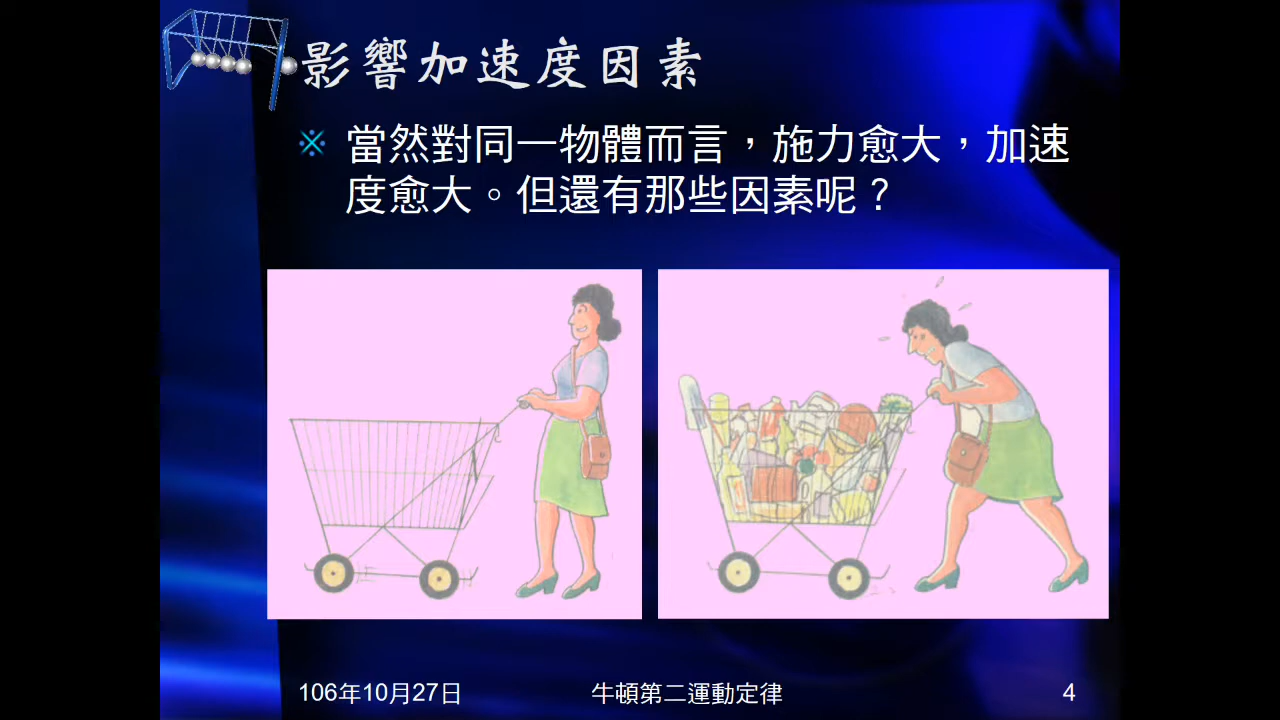 影響加速度因素
※ 當然對同一物體而言，施力愈大，加速
度愈大。但還有那些因素呢？
106年10月27日
牛頓第二運動定律
4